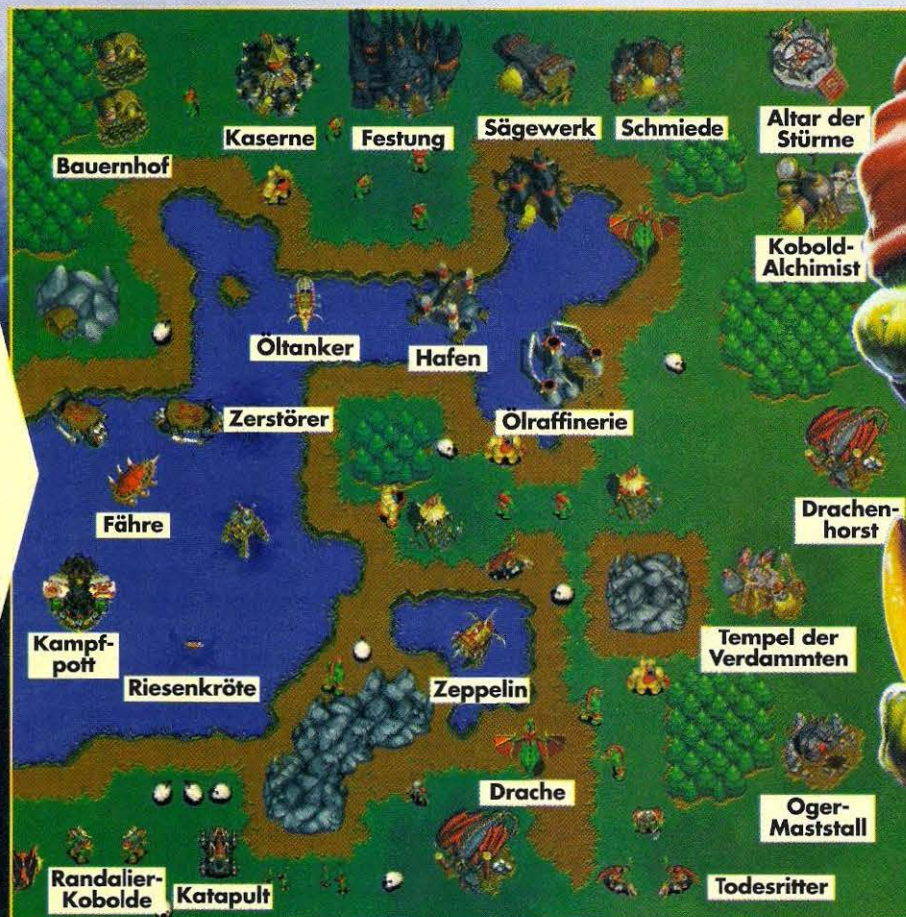 Bauernhof
Kaserne
Festung
Sägewerk
Schmiede
Altar der
Stürme
Kobold-
Alchimist
Öltanker
Hafen
Ölraffinerie
Zerstörer
Fähre
Drachen-
horst
Kampf-
pott
Riesenkröte
Zeppelin
Tempel der
Verdammten
Drache
Oger-
Maststall
Randalier-
Kobolde
Katapult
Todesritter